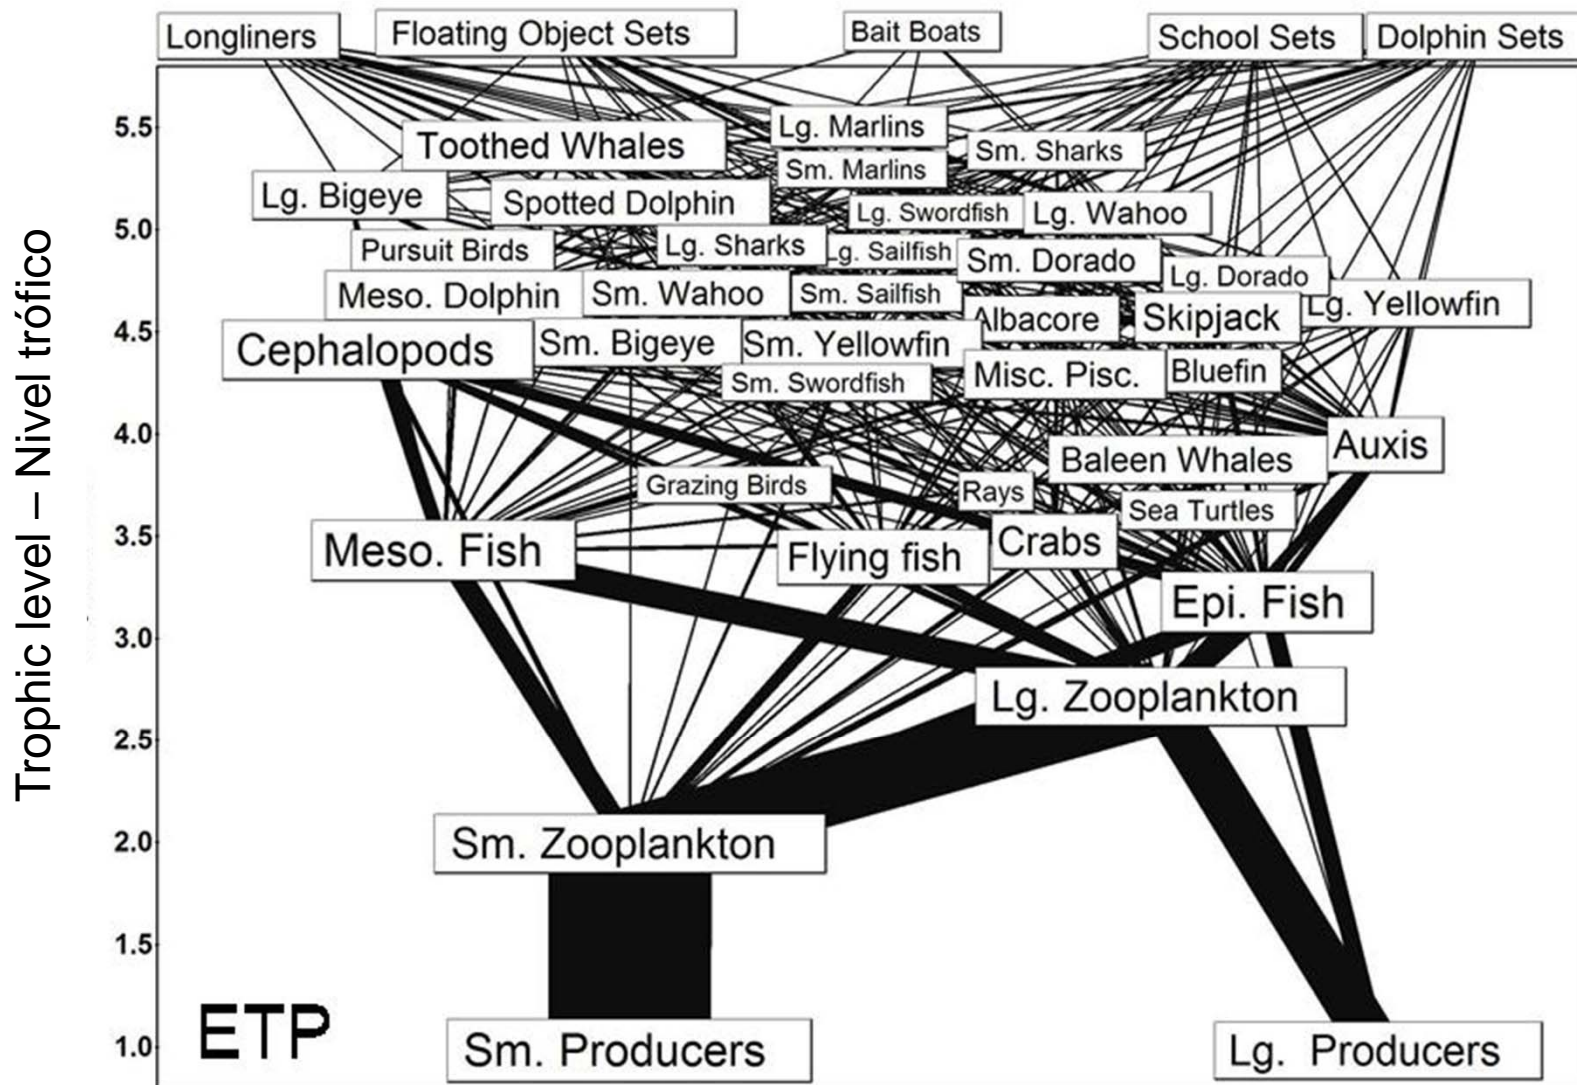 Longliners
Floating Object Sets
Bait Boats
School Sets
Dolphin Sets
Trophic level – Nivel trófico
5.5
5.0
4.5
4.0
3.5
3.0
2.5
2.0
1.5
1.0
Toothed Whales
Lg. Marlins
Sm. Marlins
Sm. Sharks
Lg. Bigeye
Spotted Dolphin
Lg. Swordfish
Lg. Wahoo
Pursuit Birds
Lg. Sharks
Lg. Sailfish
Sm. Dorado
Lg. Dorado
Meso. Dolphin
Sm. Wahoo
Sm. Sailfish
Albacore
Skipjack
Lg. Yellowfin
Cephalopods
Sm. Bigeye
Sm. Yellowfin
Sm. Swordfish
Misc. Pisc.
Bluefin
Auxis
Baleen Whales
Grazing Birds
Rays
Sea Turtles
Meso. Fish
Flying fish
Crabs
Epi. Fish
Lg. Zooplankton
Sm. Zooplankton
ETP
Sm. Producers
Lg. Producers